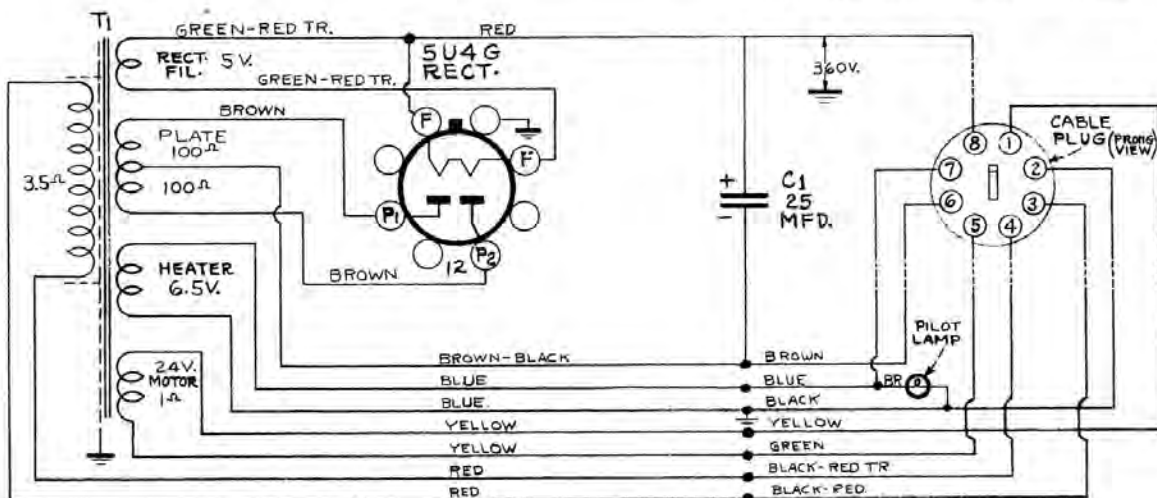 T1
GREEN-RED TR.
RED
RECT. FIL.
5V.
5U4G
RECT.
GREEN-RED TR.
360V.
BROWN
PLATE
100Ω
100Ω
3.5Ω
F
F
P1
P2
12
BROWN
+
−
C1
25
MFD.
CABLE
PLUG (PRONG VIEW)
8
1
7
2
6
3
5
4
HEATER
6.5V.
PILOT
LAMP
24V.
MOTOR
1Ω
BROWN-BLACK
BROWN
BLUE
BLUE
BR
BLUE
BLACK
YELLOW
YELLOW
YELLOW
GREEN
RED
BLACK-RED TR
RED
BLACK-RED.